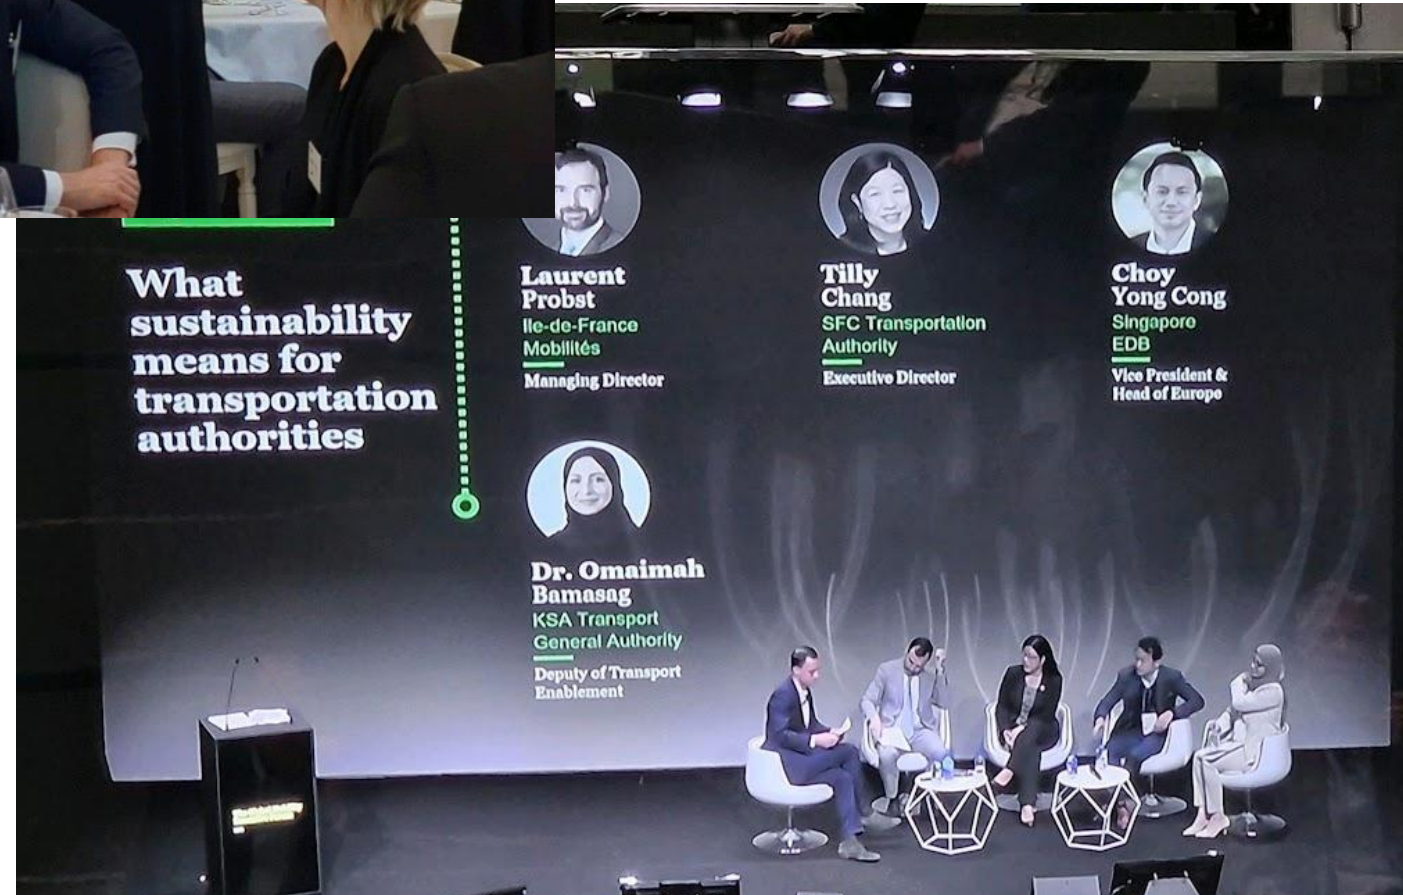 What
sustainability
means for
transportation
authorities
Laurent
Probst
Ile-de-France
Mobilités
Managing Director
Tilly
Chang
SFC Transportation
Authority
Executive Director
Choy
Yong Cong
Singapore
EDB
Vice President &
Head of Europe
Dr. Omaimah
Bamasag
KSA Transport
General Authority
Deputy of Transport
Enablement